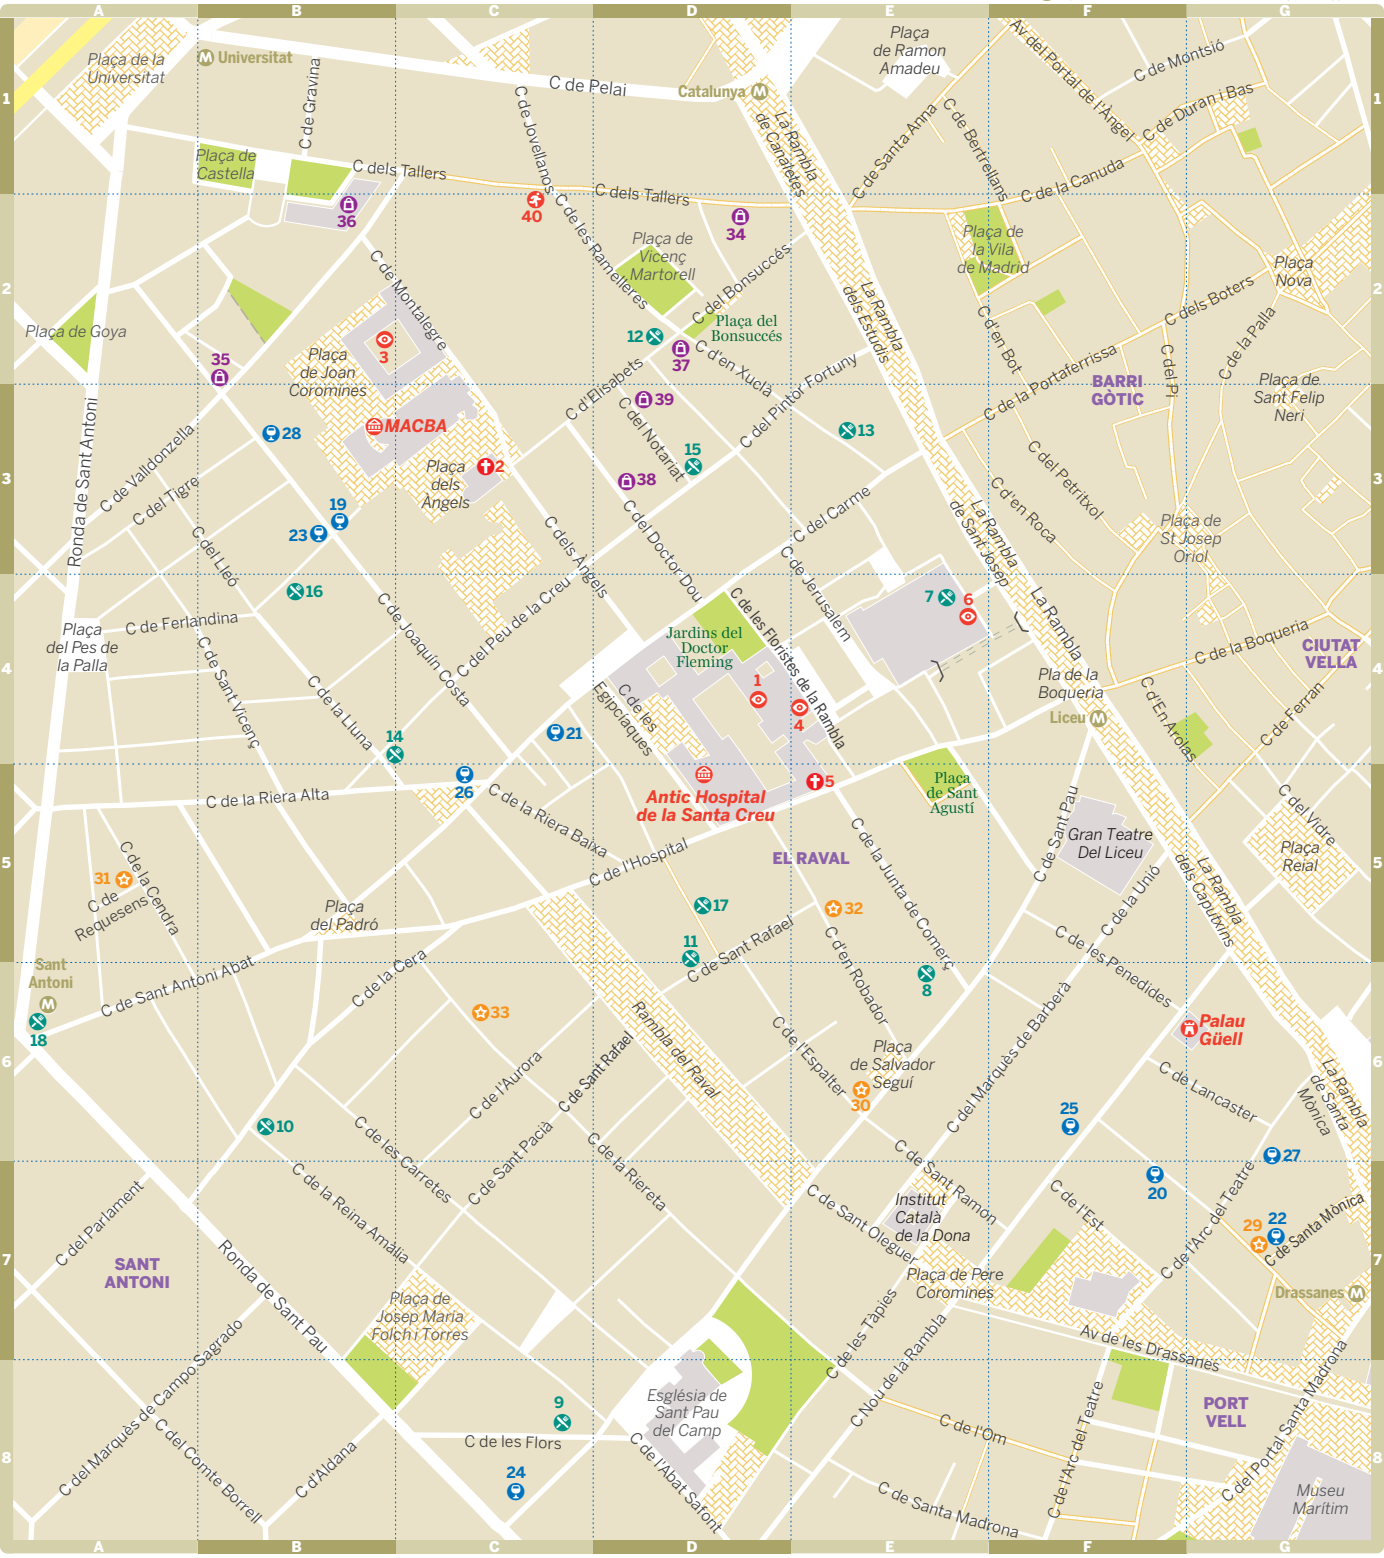 A B C D E F G
1
Plaça de la
Universitat
Universitat
C de Gravina
C de Pelai
Catalunya
Plaça
de Ramon
Amadeu
Av del Portal de l'Àngel
C de Montsió
C de Duran i Bas
1
C de Jovellanos
La Rambla
de Canaletes
C de Santa Anna
C de Bertrellans
Plaça de
Castella
C dels Tallers
C dels Tallers
C de la Canuda
36
40
34
C de les Ramelleres
Plaça de
Vicenç
Martorell
C del Bonsuccés
Plaça de
la Vila
de Madrid
2
C de Montalegre
La Rambla
dels Estudis
Plaça
Nova
C dels Boters
2
Plaça de Goya
3
Plaça
de Joan
Coromines
12
Plaça del
Bonsuccés
37
C d'en Xuclà
C d'en Bot
C de la Palla
35
C d'Elisabets
C del Pintor Fortuny
C de la Portaferrissa
C del Pi
BARRI
GÒTIC
Plaça de
Sant Felip
Neri
39
C del Notariat
28
MACBA
13
15
Ronda de Sant Antoni
C de Valldonzella
C del Tigre
Plaça
dels
Àngels
2
38
C del Petritxol
3
3
C del Lleó
19
23
C dels Àngels
C del Doctor Dou
C del Carme
La Rambla
de Sant Josep
C d'en Roca
Plaça de
St Josep
Oriol
C de Jerusalem
16
C del Peu de la Creu
C de les Floristes de la Rambla
7
6
La Rambla
Plaça
del Pes de
la Palla
C de Ferlandina
C de Joaquín Costa
Jardins del
Doctor
Fleming
C de la Boqueria
CIUTAT
VELLA
4
4
C de Sant Vicenç
C de la Lluna
C de les
Egipcíaques
1
4
Pla de la
Boqueria
C d'En Arolas
C de Ferran
Liceu
21
14
26
Antic Hospital
de la Santa Creu
5
Plaça
de Sant
Agustí
C de la Riera Alta
C de la Riera Baixa
C de Sant Pau
Gran Teatre
Del Liceu
C del Vidre
Plaça
Reial
5
C de la Cendra
31
C de
Requesens
C de l'Hospital
EL RAVAL
C de la Junta de Comerç
C de la Unió
La Rambla
dels Caputxins
5
Plaça
del Padró
17
32
11
C de Sant Rafael
C d'en Robador
C de les Penedides
Sant
Antoni
C de Sant Antoni Abat
C de la Cera
8
18
33
Rambla del Raval
C de l'Espalter
Plaça
de Salvador
Seguí
C del Marquès de Barberà
Palau
Güell
6
C de l'Aurora
C de Sant Rafael
30
C de Lancaster
La Rambla
de Santa
Mònica
6
25
10
C de les Carretes
C de Sant Pacià
C de la Riereta
C de Sant Ramon
27
C del Parlament
C de la Reina Amàlia
C de Sant Oleguer
Institut
Català
de la Dona
C de l'Est
20
C de l'Arc del Teatre
22
29
C de Santa Mònica
7
SANT
ANTONI
Ronda de Sant Pau
Plaça de
Josep Maria
Folch i Torres
Plaça de Pere
Coromines
Drassanes
7
C de les Tàpies
C Nou de la Rambla
Av de les Drassanes
C del Marquès de Campo Sagrado
9
Església de
Sant Pau
del Camp
C de l'Om
C de l'Arc del Teatre
PORT
VELL
C del Portal Santa Madrona
C del Comte Borrell
C d'Aldana
C de les Flors
C de l'Abat Safont
8
24
C de Santa Madrona
Museu
Marítim
8
A B C D E F G